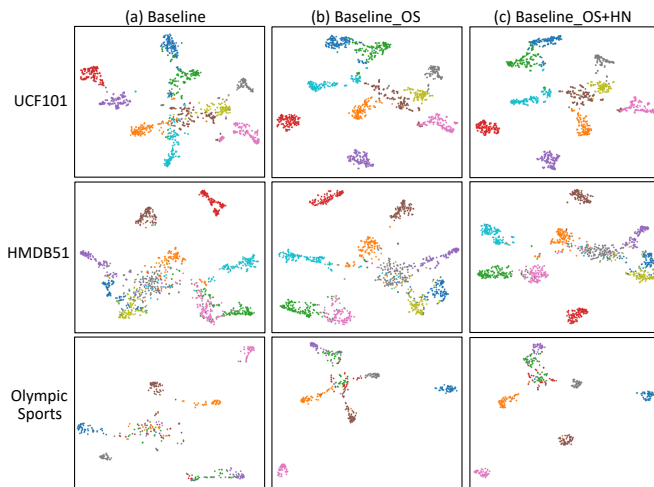 (a) Baseline
(b) Baseline_OS
(c) Baseline_OS+HN
UCF101
HMDB51
Olympic
Sports